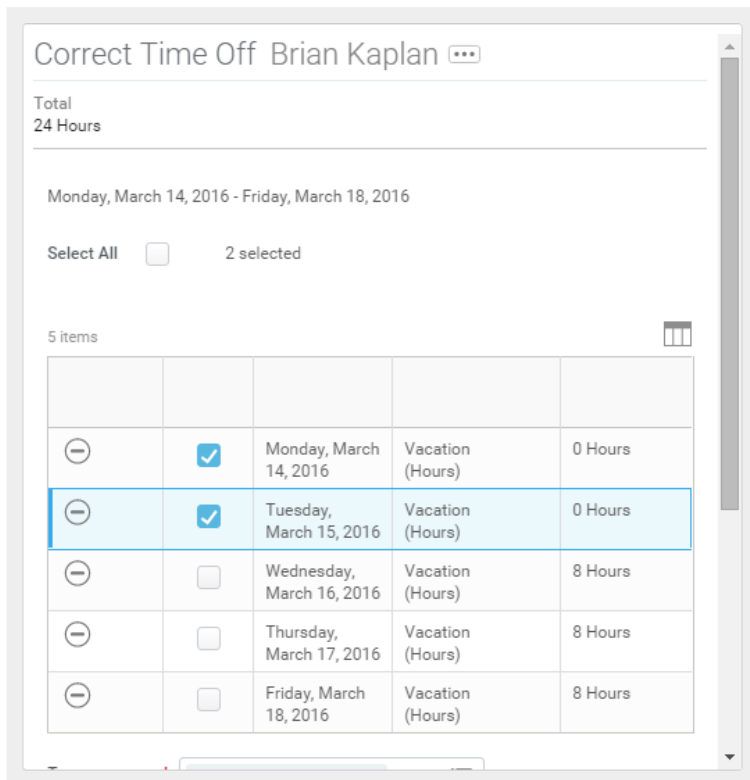 Correct Time Off Brian Kaplan
Total
24 Hours
Monday, March 14, 2016 - Friday, March 18, 2016
Select All 2 selected
5 items
Monday, March Vacation 0 Hours
14, 2016 (Hours)
Tuesday, Vacation 0 Hours
March 15, 2016 (Hours)
Wednesday, Vacation 8 Hours
March 16, 2016 (Hours)
Thursday, Vacation 8 Hours
March 17, 2016 (Hours)
Friday, March Vacation 8 Hours
18, 2016 (Hours)